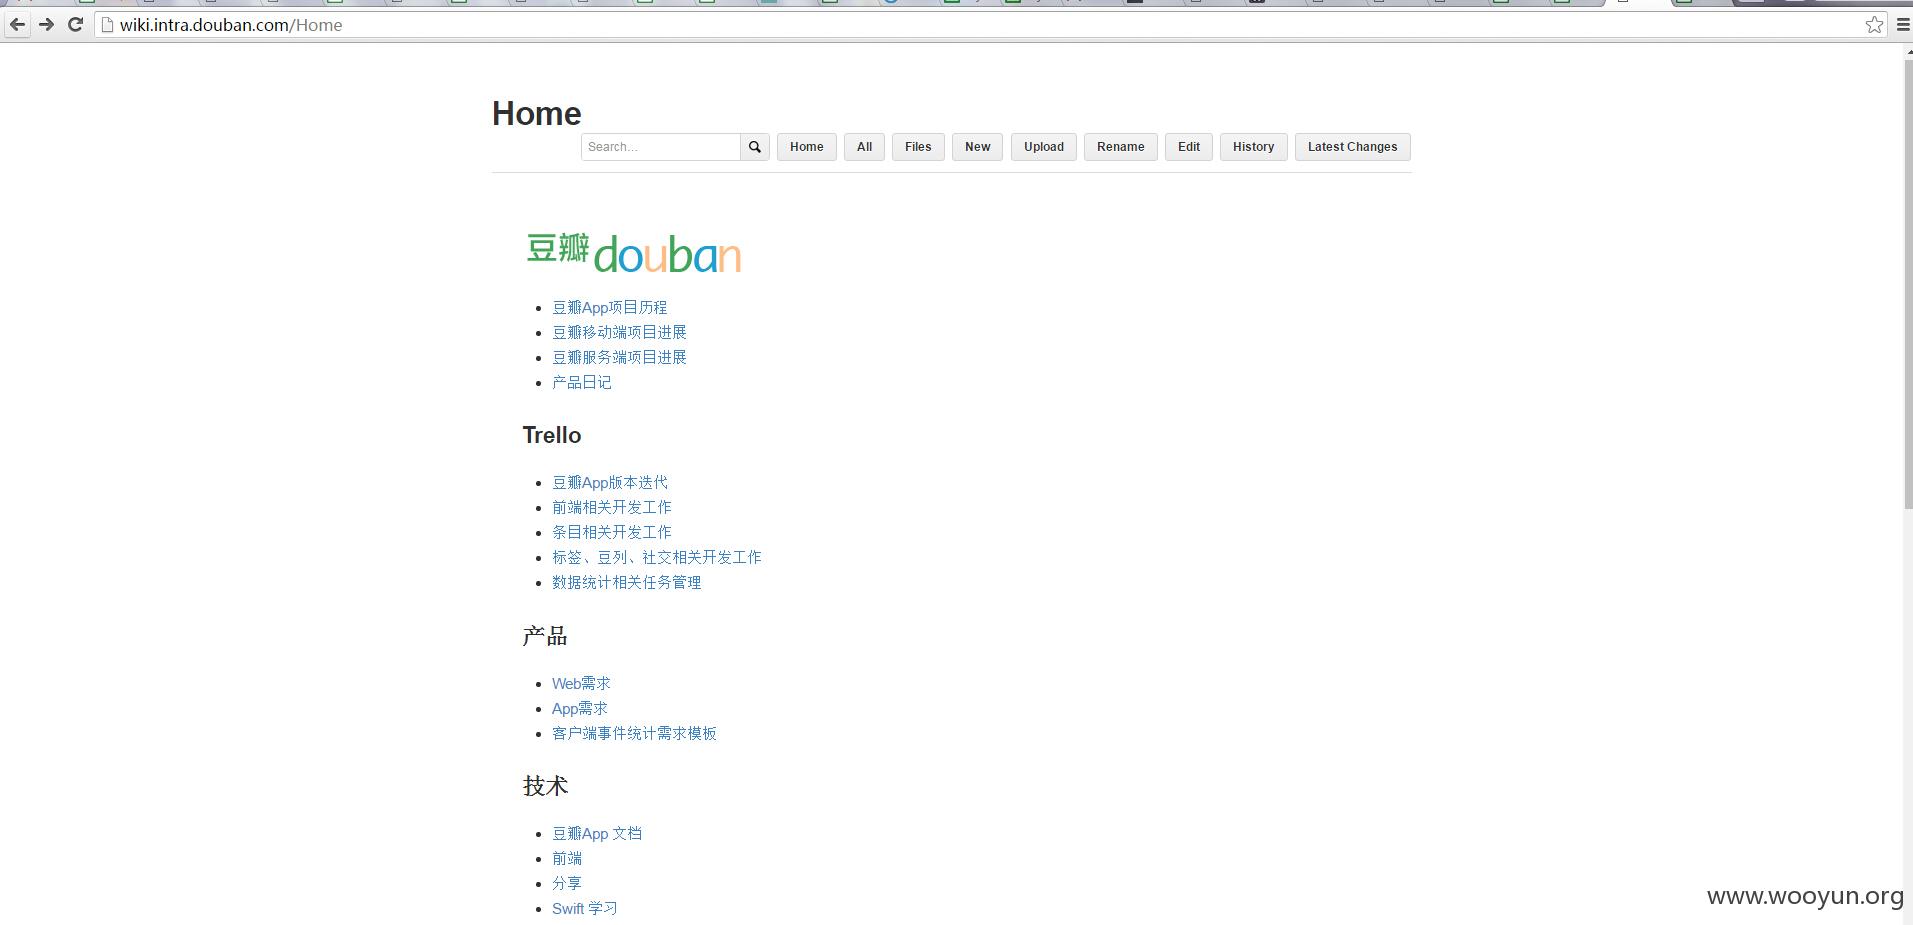 wiki.intra.douban.com/Home
Home
Search... Home All Files New Upload Rename Edit History Latest Changes
豆瓣douban
豆瓣App项目历程
豆瓣移动端项目进展
豆瓣服务端项目进展
产品日记
Trello
豆瓣App版本迭代
前端相关开发工作
条目相关开发工作
标签、豆列、社交相关开发工作
数据统计相关任务管理
产品
Web需求
App需求
客户端事件统计需求模板
技术
豆瓣App 文档
前端
分享
Swift 学习
www.wooyun.org